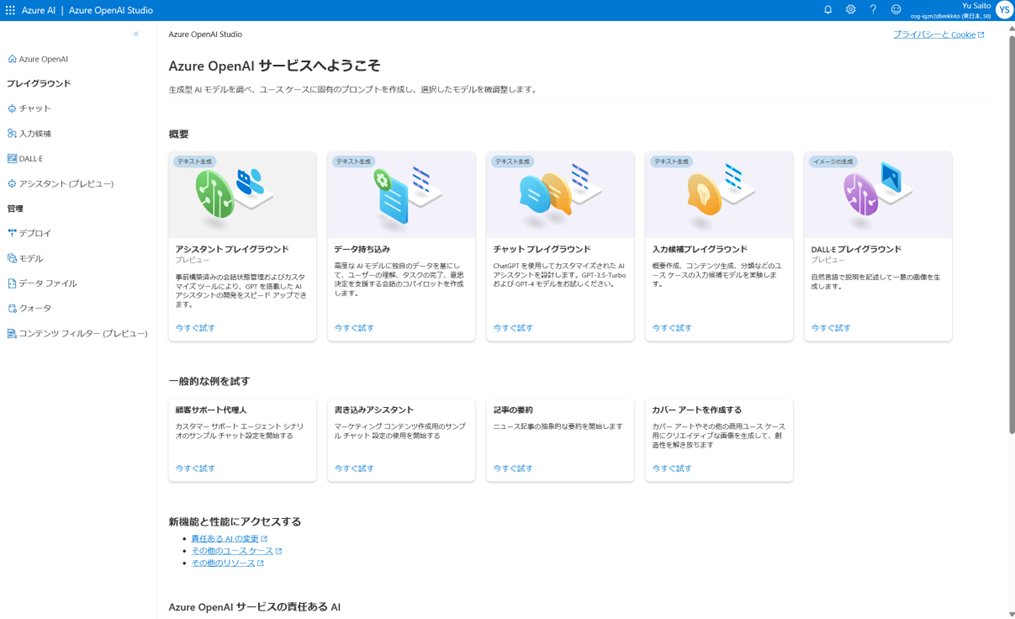 Azure AI | Azure OpenAI Studio
Yu Saito
YS
Azure OpenAI
プレイグラウンド
チャット
入力候補
DALL·E
アシスタント (プレビュー)
管理
デプロイ
モデル
データ ファイル
クォータ
コンテンツ フィルター (プレビュー)
Azure OpenAI Studio
プライバシーと Cookie
Azure OpenAI サービスへようこそ
生成型 AI モデルを調べ、ユース ケースに固有のプロンプトを作成し、選択したモデルを微調整します。
概要
テキスト生成
アシスタント プレイグラウンド
プレビュー
事前構築済みの会話状態管理およびカスタ
マイズ ツールにより、GPT を搭載した AI
アシスタントの開発をスピード アップできま
す。
今すぐ試す
テキスト生成
データ持ち込み
高度な AI モデルに独自のデータを基にし
て、ユーザーの理解、タスクの完了、意思
決定を支援する会話のコパイロットを作成
します。
今すぐ試す
テキスト生成
チャット プレイグラウンド
ChatGPT を使用してカスタマイズされた AI
アシスタントを設計します。GPT-3.5-Turbo
および GPT-4 モデルをお試しください。
今すぐ試す
テキスト生成
入力候補プレイグラウンド
概要作成、コンテンツ生成、分類などのユ
ース ケースの入力候補モデルを実験しま
す。
今すぐ試す
イメージの生成
DALL·E プレイグラウンド
プレビュー
自然言語で説明を記述して一意の画像を生
成します。
今すぐ試す
一般的な例を試す
顧客サポート代理人
カスタマー サポート エージェント シナリ
オのサンプル チャット設定を開始する
今すぐ試す
書き込みアシスタント
マーケティング コンテンツ作成用のサンプ
ル チャット 設定の使用を開始する
今すぐ試す
記事の要約
ニュース記事の抽象的な要約を開始します
今すぐ試す
カバー アートを作成する
カバー アートやその他の商用ユース ケース
用にクリエイティブな画像を生成して、創
造性を解き放ちます
今すぐ試す
新機能と性能にアクセスする
責任ある AI の変更
その他のユース ケース
その他のリソース
Azure OpenAI サービスの責任ある AI